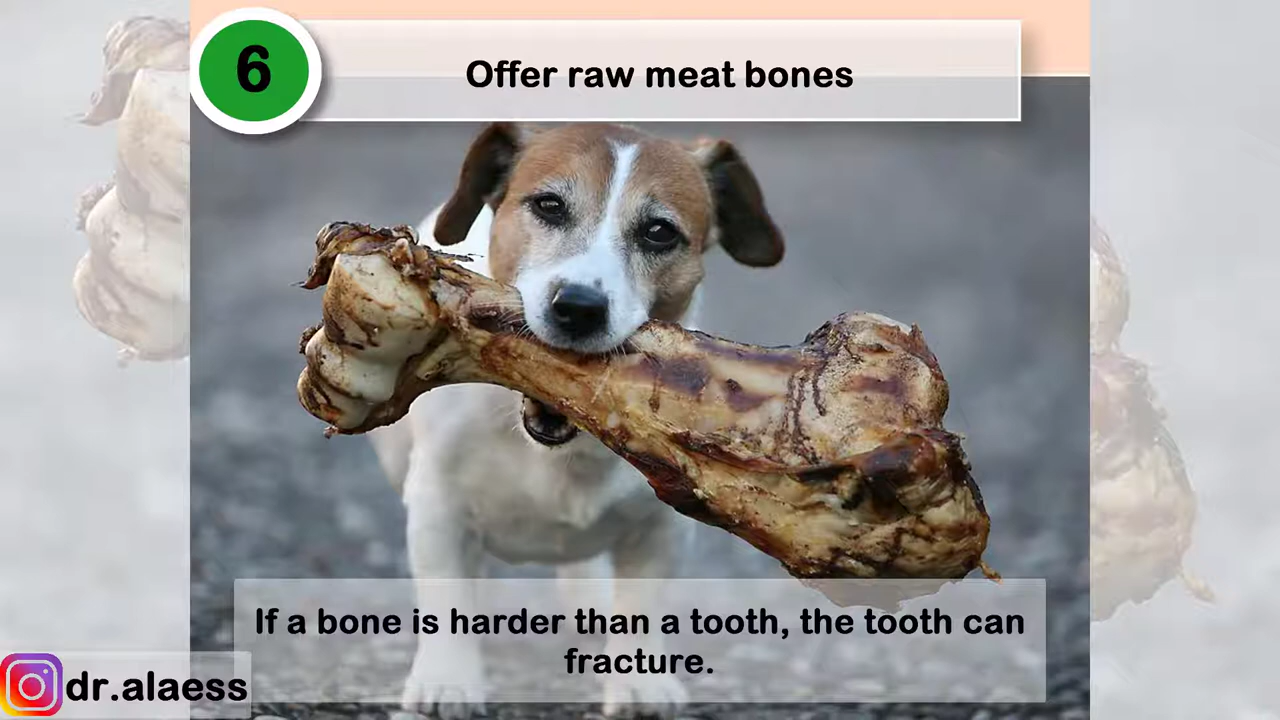 6
Offer raw meat bones
If a bone is harder than a tooth, the tooth can
fracture.
dr.alaess